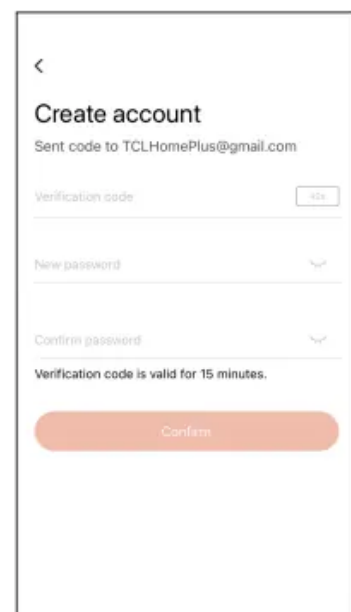 Create account
Sent code to TCLHomePlus@gmail.com
Verification code
New password
Confirm password
Verification code is valid for 15 minutes.
Confirm